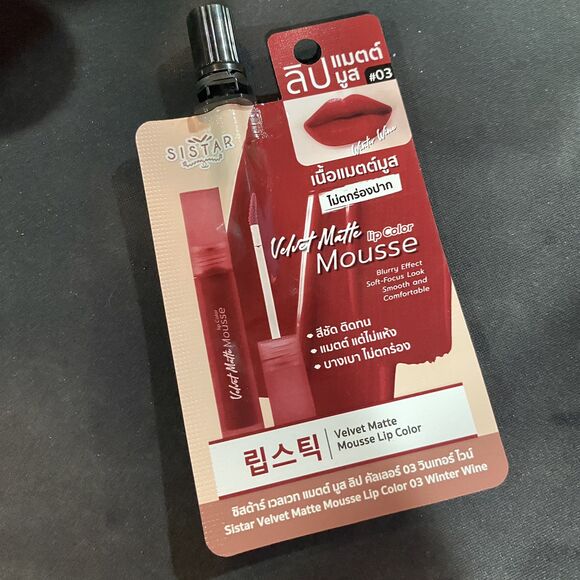 ลิป แมตต์
มูส #03
Winter Wine
SISTAR
เนื้อแมตต์มูส
ไม่ตกร่องปาก
Velvet Matte lip Color
Mousse
Blurry Effect
Soft-Focus Look
Smooth and
Comfortable
lip Color
Velvet Matte Mousse
• สีชัด ติดทน
• แมตต์ แต่ไม่แห้ง
• บางเบา ไม่ตกร่อง
립스틱
Velvet Matte
Mousse Lip Color
ซิสต้าร์ เวลเวท แมตต์ มูส ลิป คัลเลอร์ 03 วินเทอร์ ไวน์
Sistar Velvet Matte Mousse Lip Color 03 Winter Wine